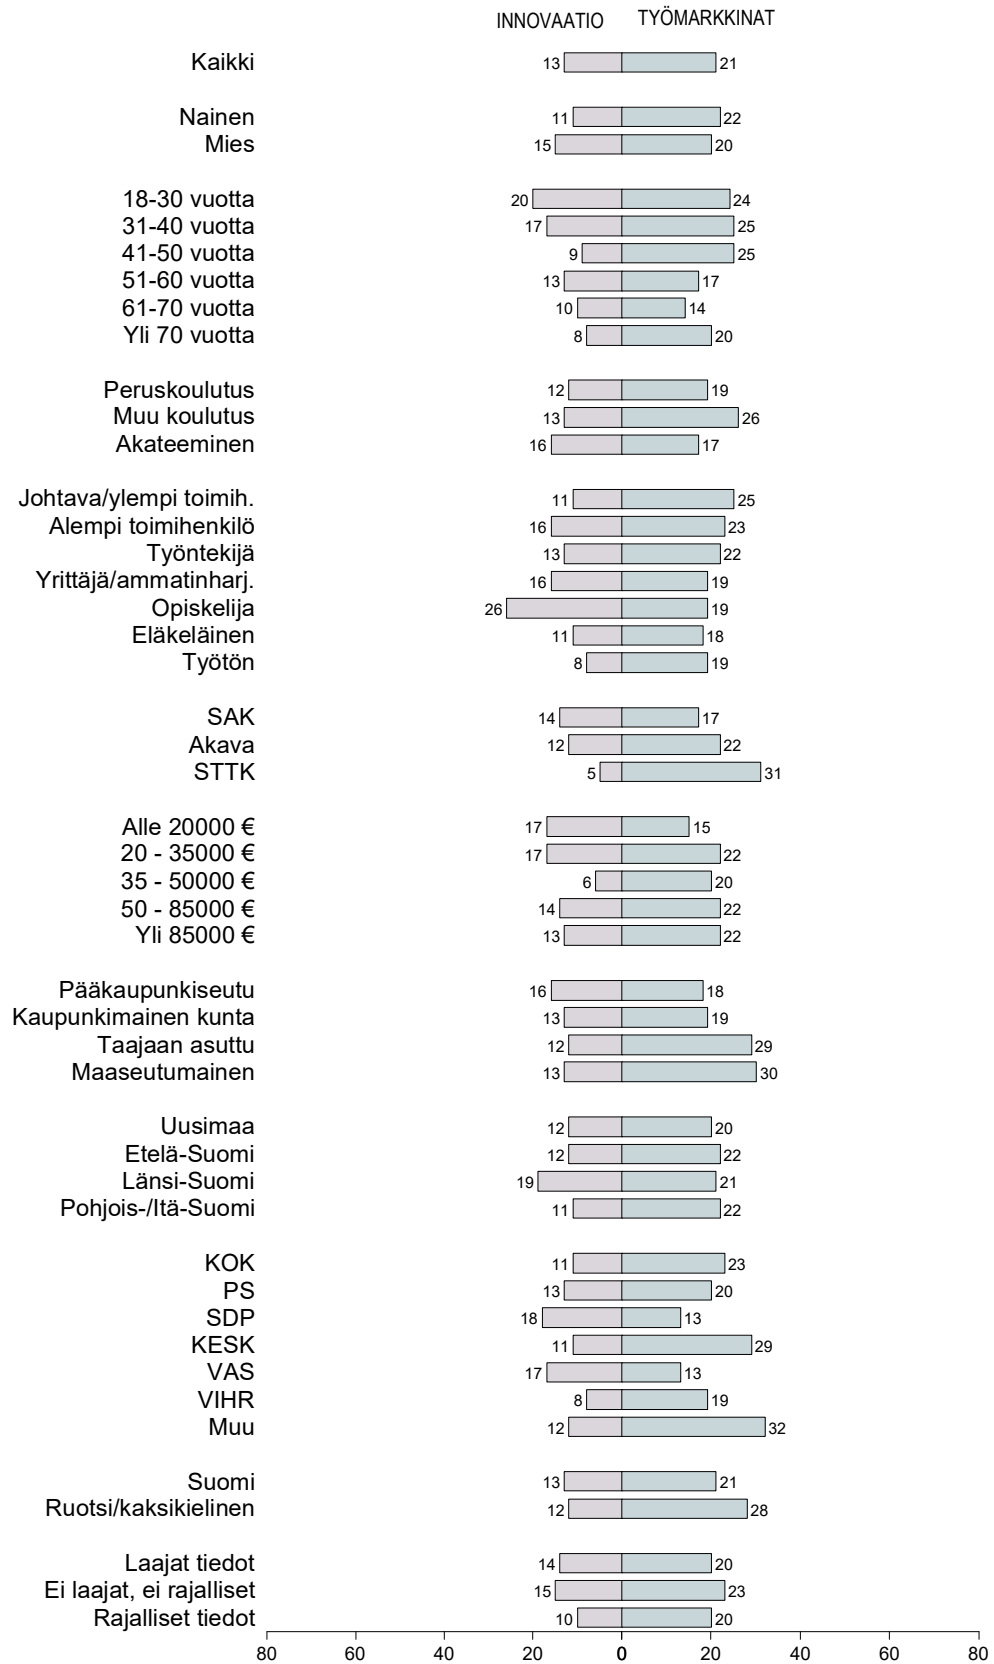 INNOVAATIO TYÖMARKKINAT
Kaikki 13 21
Nainen 11 22
Mies 15 20
18-30 vuotta 20 24
31-40 vuotta 17 25
41-50 vuotta 9 25
51-60 vuotta 13 17
61-70 vuotta 10 14
Yli 70 vuotta 8 20
Peruskoulutus 12 19
Muu koulutus 13 26
Akateeminen 16 17
Johtava/ylempi toimih. 11 25
Alempi toimihenkilö 16 23
Työntekijä 13 22
Yrittäjä/ammatinharj. 16 19
Opiskelija 26 19
Eläkeläinen 11 18
Työtön 8 19
SAK 14 17
Akava 12 22
STTK 5 31
Alle 20000 € 17 15
20 - 35000 € 17 22
35 - 50000 € 6 20
50 - 85000 € 14 22
Yli 85000 € 13 22
Pääkaupunkiseutu 16 18
Kaupunkimainen kunta 13 19
Taajaan asuttu 12 29
Maaseutumainen 13 30
Uusimaa 12 20
Etelä-Suomi 12 22
Länsi-Suomi 19 21
Pohjois-/Itä-Suomi 11 22
KOK 11 23
PS 13 20
SDP 18 13
KESK 11 29
VAS 17 13
VIHR 8 19
Muu 12 32
Suomi 13 21
Ruotsi/kaksikielinen 12 28
Laajat tiedot 14 20
Ei laajat, ei rajalliset 15 23
Rajalliset tiedot 10 20
80 60 40 20 0 20 40 60 80